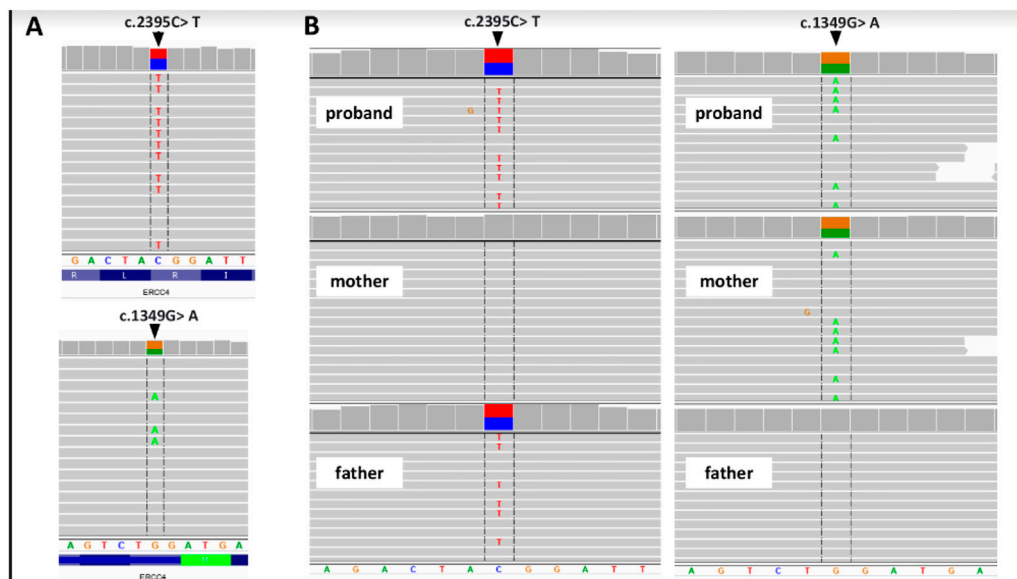 A
c.2395C> T
T
T
T
T
T
T
T
T
T
T
G A C T A C G G A T T
R L R I
ERCC4
c.1349G> A
A
A
A
A G T C T G G A T G A
M
ERCC4
B
c.2395C> T
proband
T
T
G T
T
T
T
T
T
T
T
mother
father
T
T
T
T
T
T
A G A C T A C G G A T T
c.1349G> A
proband
A
A
A
A
A
A
A
mother
A
G
A
A
A
A
A
A
father
A G T C T G G A T G A